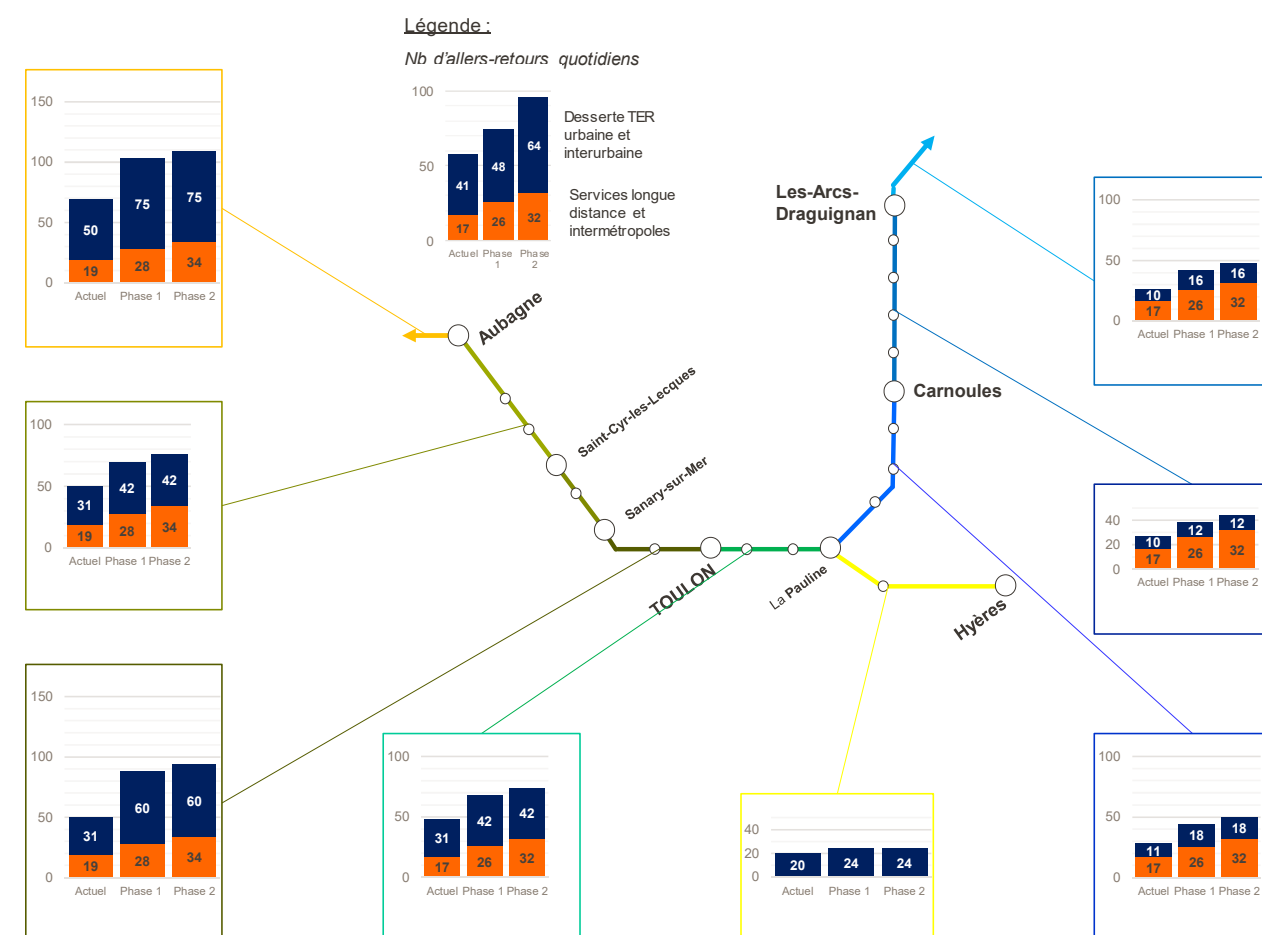 Légende :
Nb d'allers-retours quotidiens
100
50
0
41
48
64
17
26
32
Actuel
Phase
1
Phase
2
Desserte TER
urbaine et
interurbaine
Services longue
distance et
intermétropoles
150
100
50
0
50
75
75
19
28
34
Actuel
Phase 1
Phase 2
Les-Arcs-
Draguignan
100
50
0
10
16
16
17
26
32
Actuel Phase 1 Phase 2
Aubagne
Saint-Cyr-les-Lecques
Sanary-sur-Mer
TOULON
La Pauline
Hyères
Carnoules
100
50
0
31
42
42
19
28
34
Actuel Phase 1 Phase 2
40
20
0
10
12
12
17
26
32
Actuel Phase 1 Phase 2
150
100
50
0
31
60
60
19
28
34
Actuel
Phase 1
Phase 2
100
50
0
31
42
42
17
26
32
Actuel Phase 1 Phase 2
40
20
0
20
24
24
Actuel
Phase 1
Phase 2
100
50
0
11
18
18
17
26
32
Actuel Phase 1 Phase 2